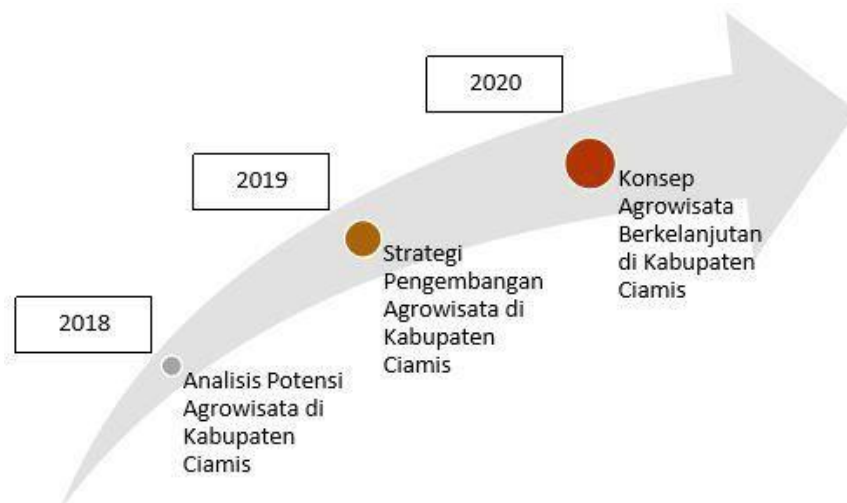 2018
Analisis Potensi
Agrowisata di
Kabupaten
Ciamis
2019
Strategi
Pengembangan
Agrowisata di
Kabupaten
Ciamis
2020
Konsep
Agrowisata
Berkelanjutan
di Kabupaten
Ciamis